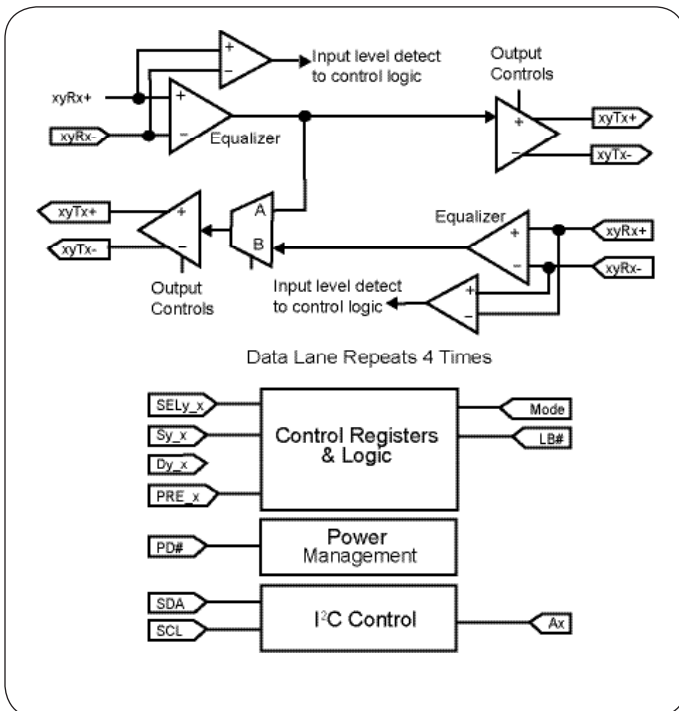 Input level detect
to control logic
Output
Controls
xyRx+
xyRx-
+
−
+
−
Equalizer
+
−
xyTx+
xyTx-
xyTx+
xyTx-
+
−
A
B
Output
Controls
Equalizer
+
−
xyRx+
xyRx-
Input level detect
to control logic
+
−
Data Lane Repeats 4 Times
SELy_x
Sy_x
Dy_x
PRE_x
Control Registers
& Logic
Mode
LB#
PD#
Power
Management
SDA
SCL
I²C Control
Ax